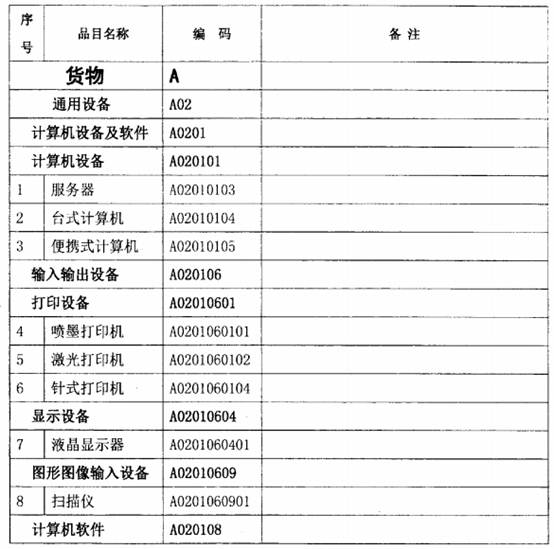 序号 品目名称 编 码 备 注
货物 A
通用设备 A02
计算机设备及软件 A0201
计算机设备 A020101
1 服务器 A02010103
2 台式计算机 A02010104
3 便携式计算机 A02010105
输入输出设备 A020106
打印设备 A02010601
4 喷墨打印机 A0201060101
5 激光打印机 A0201060102
6 针式打印机 A0201060104
显示设备 A02010604
7 液晶显示器 A0201060401
图形图像输入设备 A02010609
8 扫描仪 A0201060901
计算机软件 A020108